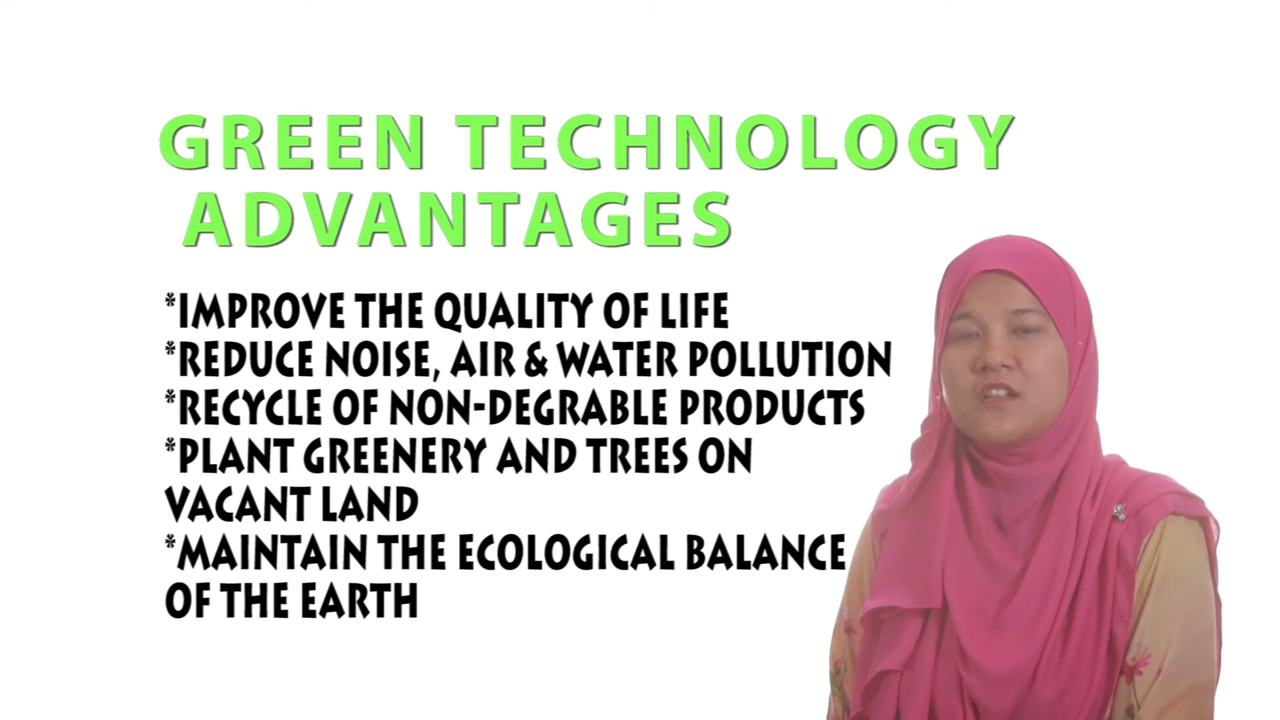 GREEN TECHNOLOGY
ADVANTAGES
*IMPROVE THE QUALITY OF LIFE
*REDUCE NOISE, AIR & WATER POLLUTION
*RECYCLE OF NON-DEGRABLE PRODUCTS
*PLANT GREENERY AND TREES ON
VACANT LAND
*MAINTAIN THE ECOLOGICAL BALANCE
OF THE EARTH